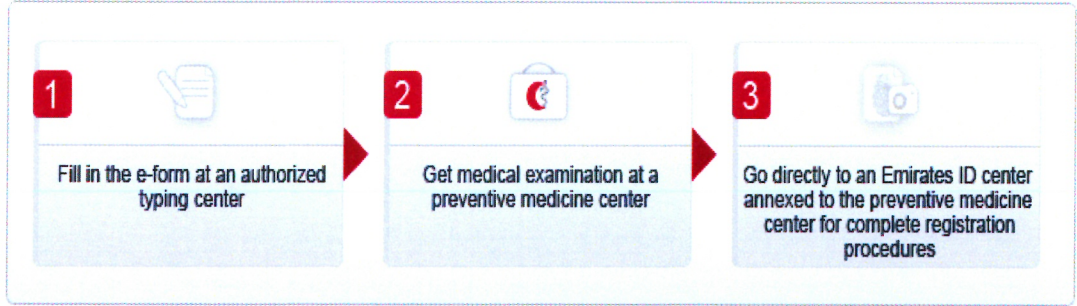 1
Fill in the e-form at an authorized
typing center
2
Get medical examination at a
preventive medicine center
3
Go directly to an Emirates ID center
annexed to the preventive medicine
center for complete registration
procedures